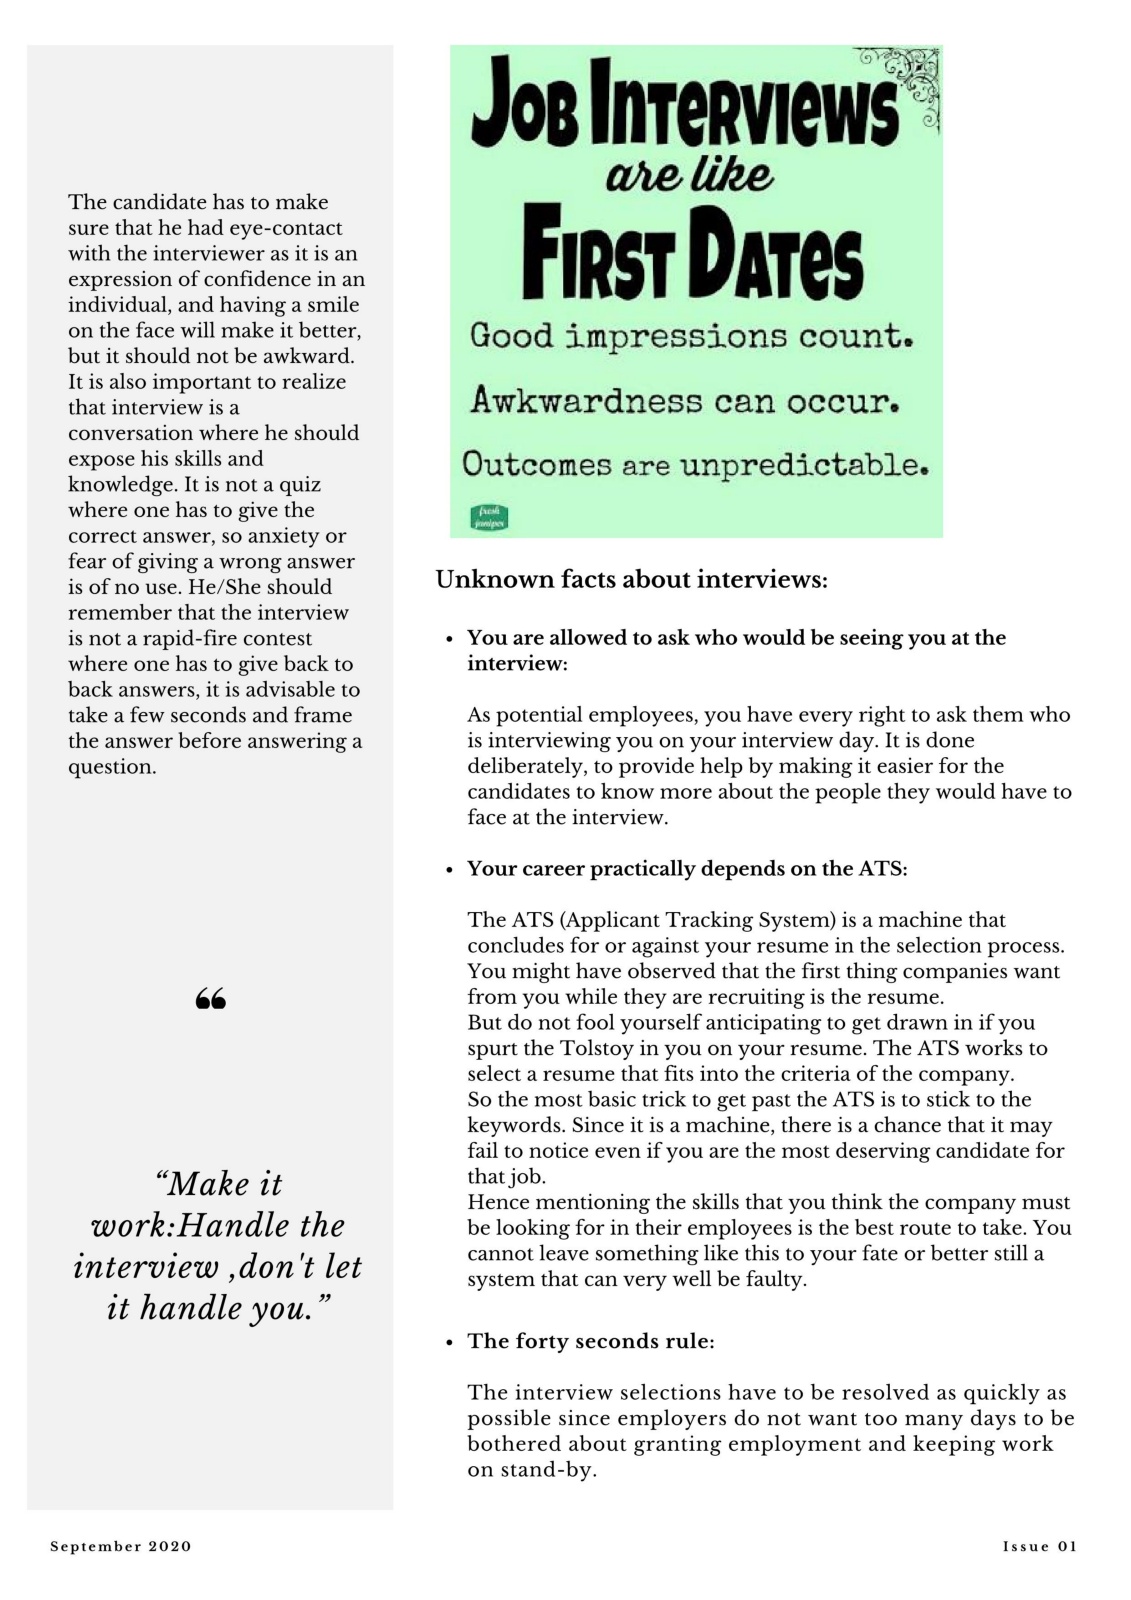 The candidate has to make
sure that he had eye-contact
with the interviewer as it is an
expression of confidence in an
individual, and having a smile
on the face will make it better,
but it should not be awkward.
It is also important to realize
that interview is a
conversation where he should
expose his skills and
knowledge. It is not a quiz
where one has to give the
correct answer, so anxiety or
fear of giving a wrong answer
is of no use. He/She should
remember that the interview
is not a rapid-fire contest
where one has to give back to
back answers, it is advisable to
take a few seconds and frame
the answer before answering a
question.
❝
“Make it
work:Handle the
interview ,don't let
it handle you.”
Job Interviews
are like
First Dates
Good impressions count.
Awkwardness can occur.
Outcomes are unpredictable.
fresh
juniper
Unknown facts about interviews:
• You are allowed to ask who would be seeing you at the
interview:
As potential employees, you have every right to ask them who
is interviewing you on your interview day. It is done
deliberately, to provide help by making it easier for the
candidates to know more about the people they would have to
face at the interview.
• Your career practically depends on the ATS:
The ATS (Applicant Tracking System) is a machine that
concludes for or against your resume in the selection process.
You might have observed that the first thing companies want
from you while they are recruiting is the resume.
But do not fool yourself anticipating to get drawn in if you
spurt the Tolstoy in you on your resume. The ATS works to
select a resume that fits into the criteria of the company.
So the most basic trick to get past the ATS is to stick to the
keywords. Since it is a machine, there is a chance that it may
fail to notice even if you are the most deserving candidate for
that job.
Hence mentioning the skills that you think the company must
be looking for in their employees is the best route to take. You
cannot leave something like this to your fate or better still a
system that can very well be faulty.
• The forty seconds rule:
The interview selections have to be resolved as quickly as
possible since employers do not want too many days to be
bothered about granting employment and keeping work
on stand-by.
September 2020
Issue 01